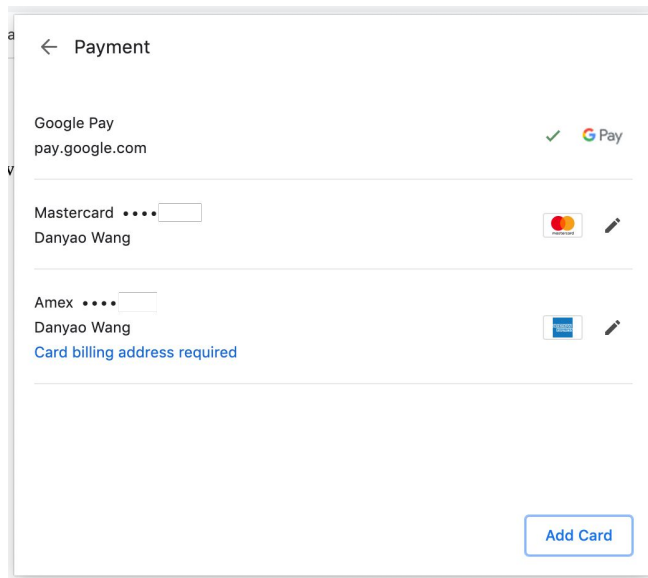 Payment
Google Pay
pay.google.com
G Pay
Mastercard ••••
Danyao Wang
mastercard
Amex ••••
Danyao Wang
Card billing address required
Add Card